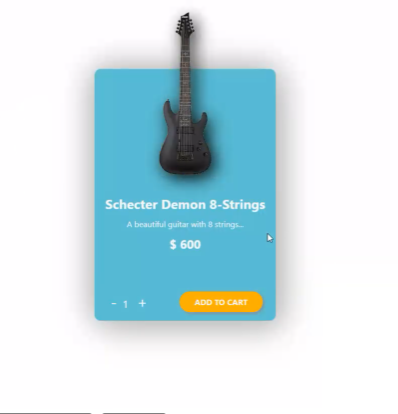 Schecter Demon 8-Strings
A beautiful guitar with 8 strings...
$ 600
- 1 +
ADD TO CART